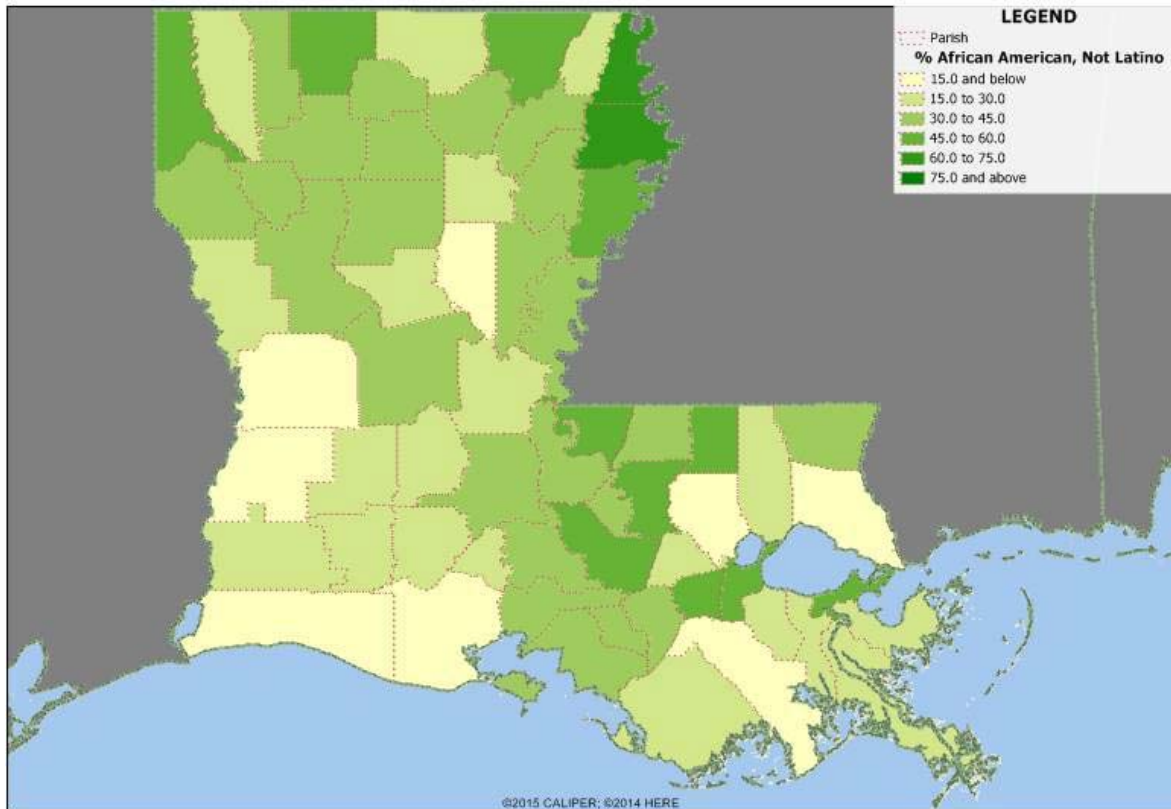 LEGEND
Parish
% African American, Not Latino
15.0 and below
15.0 to 30.0
30.0 to 45.0
45.0 to 60.0
60.0 to 75.0
75.0 and above
©2015 CALIPER; ©2014 HERE